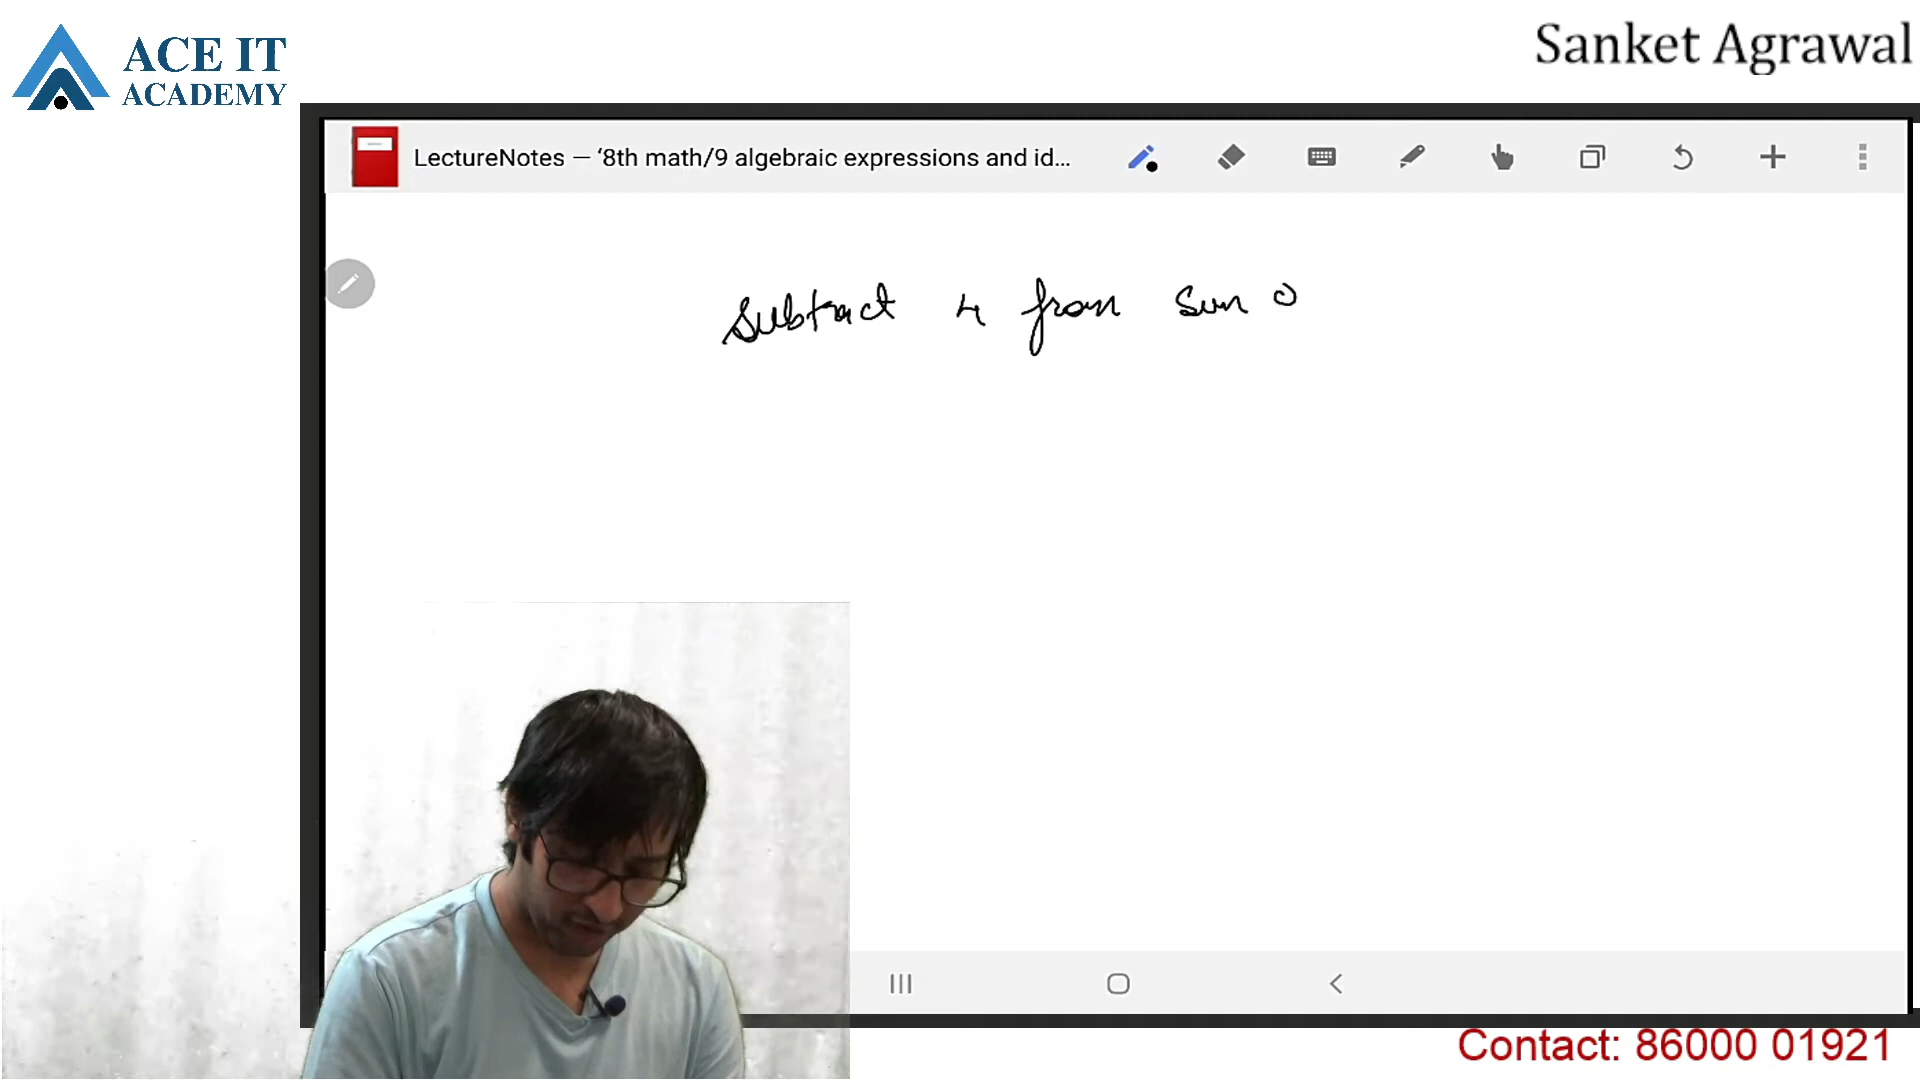 ACE IT
ACADEMY
Sanket Agrawal
LectureNotes — ‘8th math/9 algebraic expressions and id...
Subtract 4 from sum o
Contact: 86000 01921